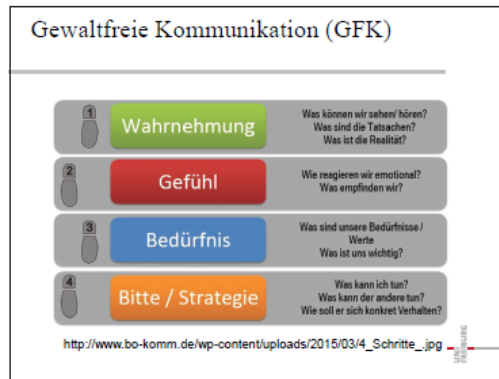 Gewaltfreie Kommunikation (GFK)
1
Wahrnehmung
Was können wir sehen/ hören?
Was sind die Tatsachen?
Was ist die Realität?
2
Gefühl
Wie reagieren wir emotional?
Was empfinden wir?
3
Bedürfnis
Was sind unsere Bedürfnisse /
Werte
Was ist uns wichtig?
4
Bitte / Strategie
Was kann ich tun?
Was kann der andere tun?
Wie soll er sich konkret Verhalten?
http://www.bo-komm.de/wp-content/uploads/2015/03/4_Schritte_.jpg
UNI
FREIBURG